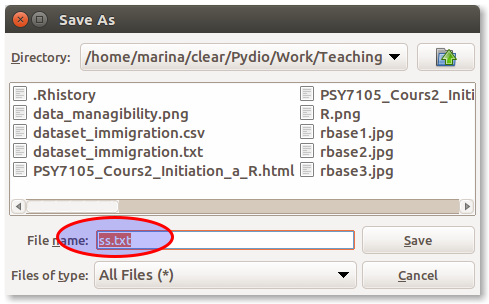 Save As
Directory: /home/marina/clear/Pydio/Work/Teaching
.Rhistory
data_managibility.png
dataset_immigration.csv
dataset_immigration.txt
PSY7105_Cours2_Initiation_a_R.html
PSY7105_Cours2_Initi
R.png
rbase1.jpg
rbase2.jpg
rbase3.jpg
File name: ss.txt Save
Files of type: All Files (*) Cancel